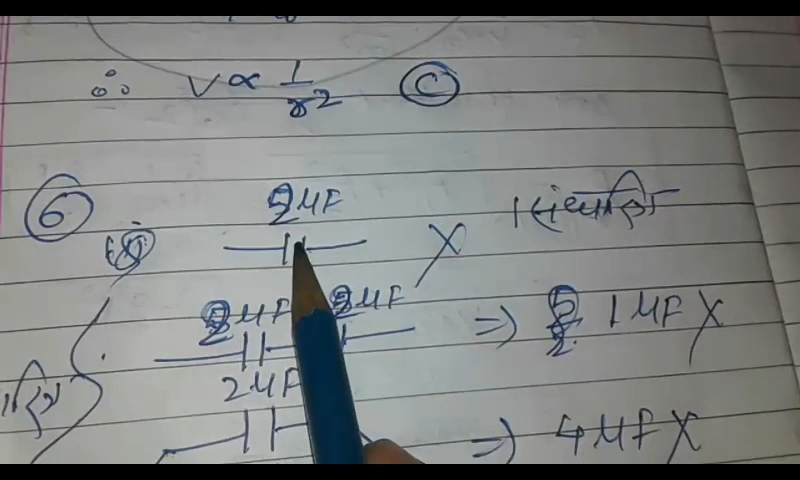 ∴ V ∝ 1/r² (C)
(6) 2μF X
2μF 2μF ⇒ 1μF X
2μF
⇒ 4μF X